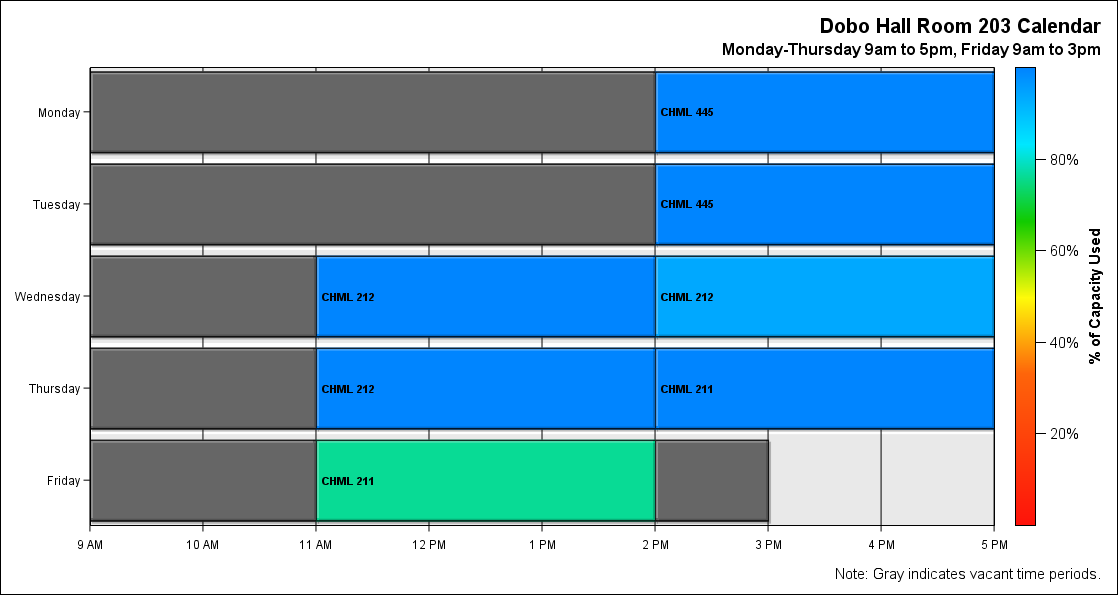 Dobo Hall Room 203 Calendar
Monday-Thursday 9am to 5pm, Friday 9am to 3pm
Monday
CHML 445
Tuesday
CHML 445
Wednesday
CHML 212
CHML 212
Thursday
CHML 212
CHML 211
Friday
CHML 211
9 AM
10 AM
11 AM
12 PM
1 PM
2 PM
3 PM
4 PM
5 PM
80%
60%
40%
20%
% of Capacity Used
Note: Gray indicates vacant time periods.